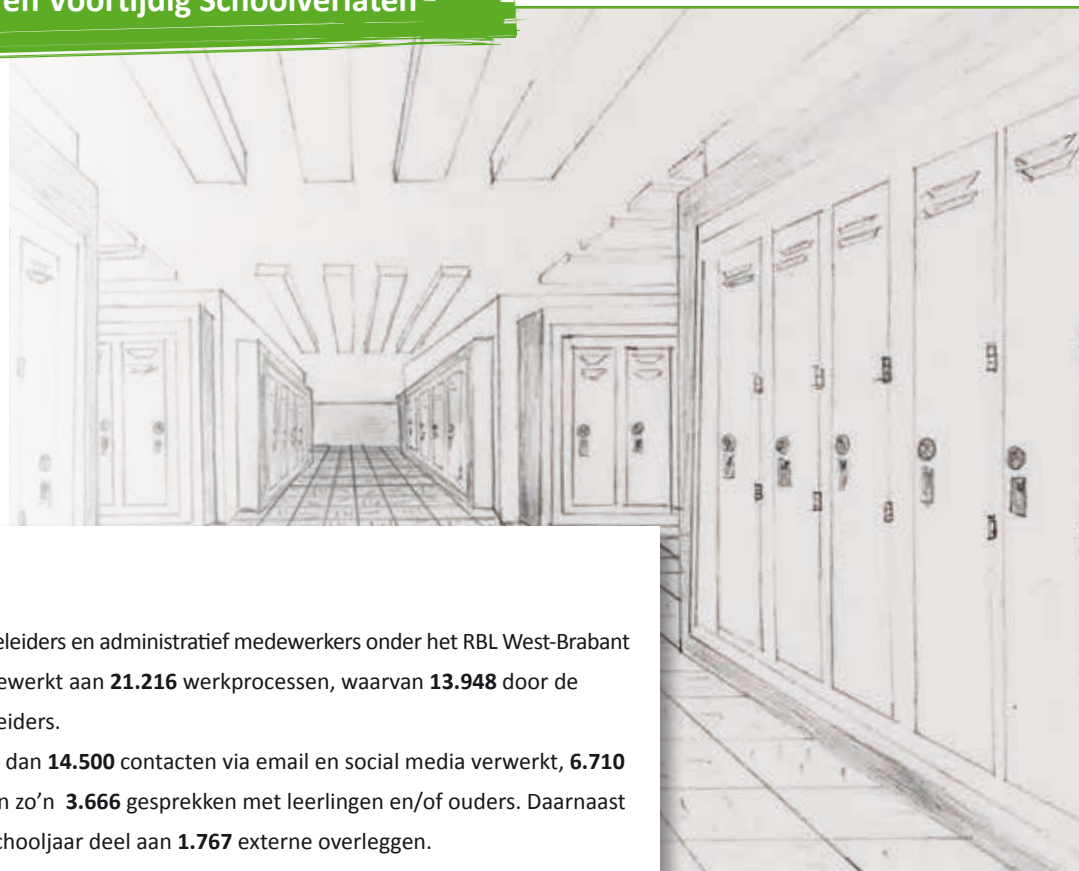 en Voortijdig Schoolverlaten
eleiders en administratief medewerkers onder het RBL West-Brabant
ewerkt aan 21.216 werkprocessen, waarvan 13.948 door de
eiders.
dan 14.500 contacten via email en social media verwerkt, 6.710
n zo'n 3.666 gesprekken met leerlingen en/of ouders. Daarnaast
chooljaar deel aan 1.767 externe overleggen.